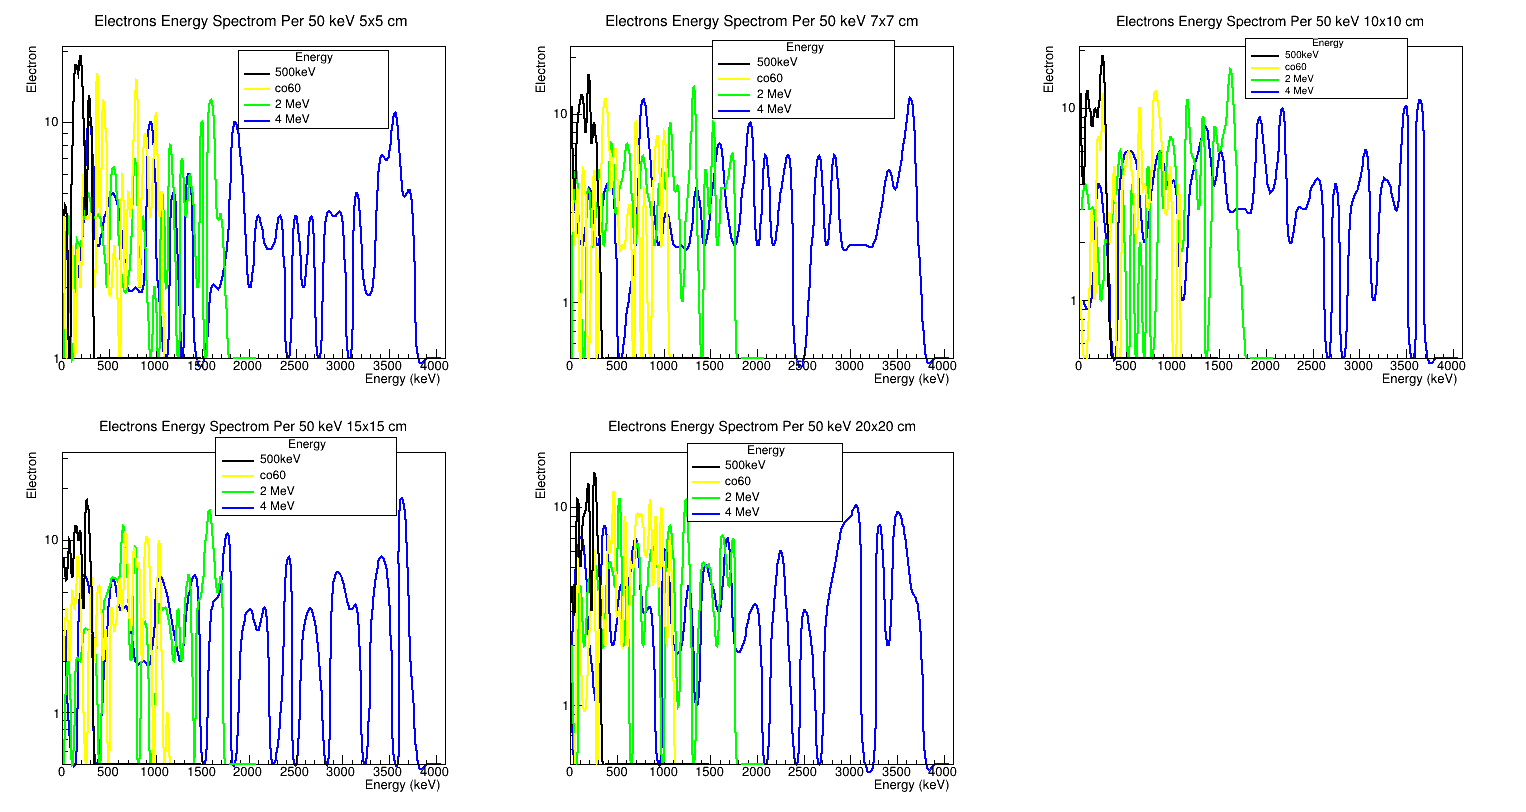 Electrons Energy Spectrom Per 50 keV 5x5 cm
Electron
Energy
500keV
co60
2 MeV
4 MeV
10
1
0 500 1000 1500 2000 2500 3000 3500 4000
Energy (keV)
Electrons Energy Spectrom Per 50 keV 7x7 cm
Electron
Energy
500keV
co60
2 MeV
4 MeV
10
1
0 500 1000 1500 2000 2500 3000 3500 4000
Energy (keV)
Electrons Energy Spectrom Per 50 keV 10x10 cm
Electron
Energy
500keV
co60
2 MeV
4 MeV
10
1
0 500 1000 1500 2000 2500 3000 3500 4000
Energy (keV)
Electrons Energy Spectrom Per 50 keV 15x15 cm
Electron
Energy
500keV
co60
2 MeV
4 MeV
10
1
0 500 1000 1500 2000 2500 3000 3500 4000
Energy (keV)
Electrons Energy Spectrom Per 50 keV 20x20 cm
Electron
Energy
500keV
co60
2 MeV
4 MeV
10
1
0 500 1000 1500 2000 2500 3000 3500 4000
Energy (keV)